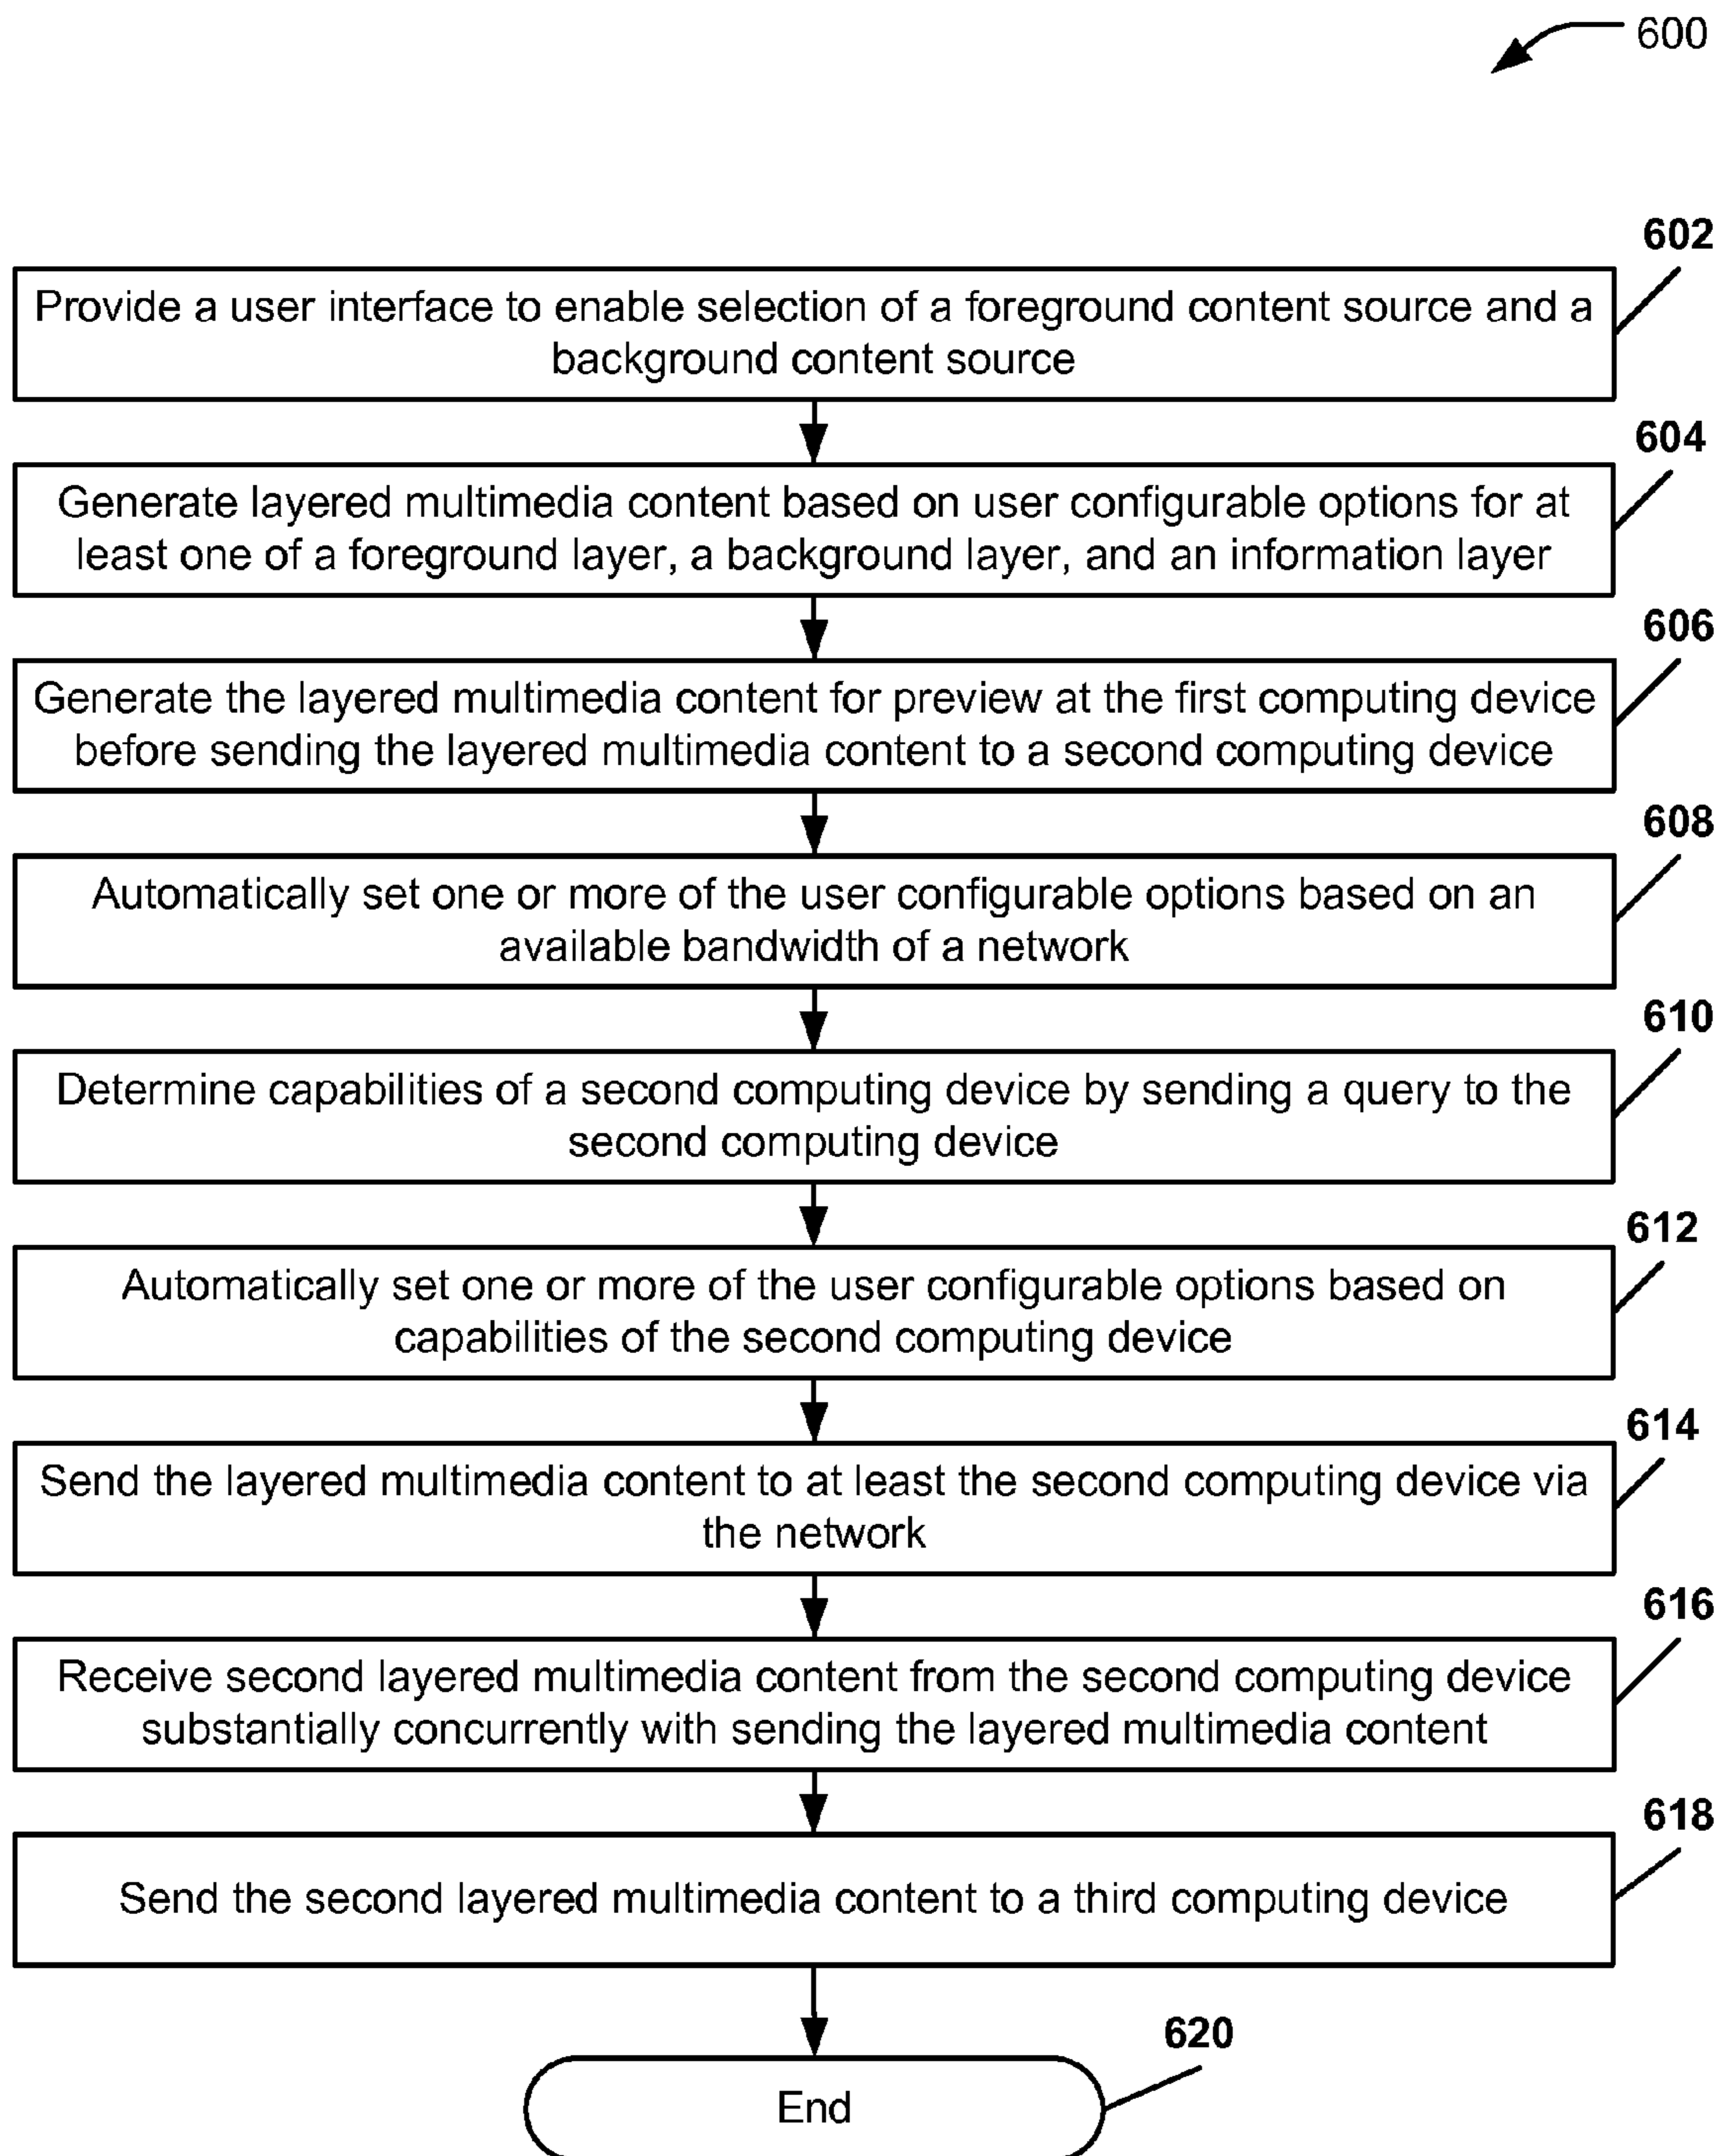 600
602
Provide a user interface to enable selection of a foreground content source and a
background content source
604
Generate layered multimedia content based on user configurable options for at
least one of a foreground layer, a background layer, and an information layer
606
Generate the layered multimedia content for preview at the first computing device
before sending the layered multimedia content to a second computing device
608
Automatically set one or more of the user configurable options based on an
available bandwidth of a network
610
Determine capabilities of a second computing device by sending a query to the
second computing device
612
Automatically set one or more of the user configurable options based on
capabilities of the second computing device
614
Send the layered multimedia content to at least the second computing device via
the network
616
Receive second layered multimedia content from the second computing device
substantially concurrently with sending the layered multimedia content
618
Send the second layered multimedia content to a third computing device
620
End